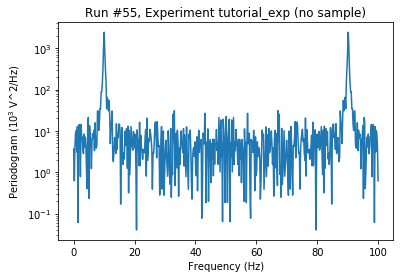 Run #55, Experiment tutorial_exp (no sample)
Periodogram (10³ V^2/Hz)
10³
10²
10¹
10⁰
10⁻¹
0 20 40 60 80 100
Frequency (Hz)